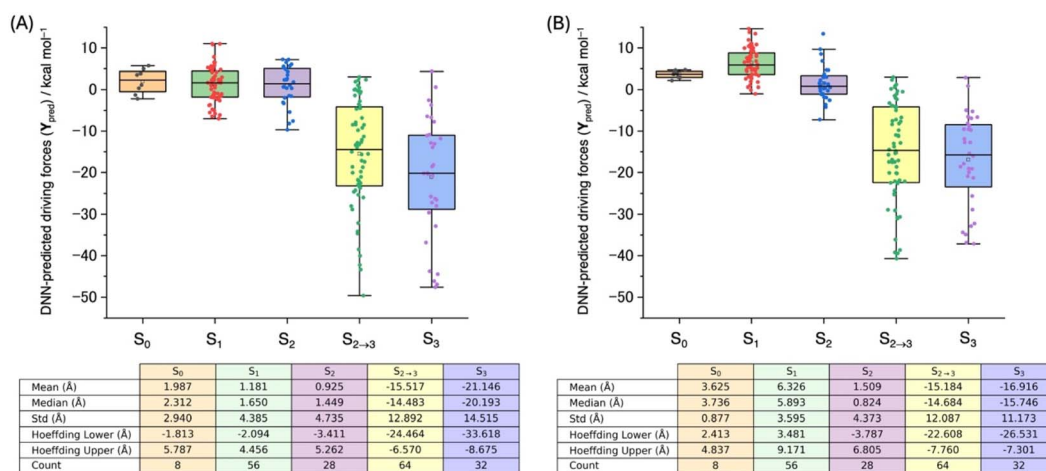 (A)
DNN-predicted driving forces (Y_pred) / kcal mol⁻¹
10
0
−10
−20
−30
−40
−50
S₀ S₁ S₂ S₂→₃ S₃
S₀ S₁ S₂ S₂→₃ S₃
Mean (Å) 1.987 1.181 0.925 -15.517 -21.146
Median (Å) 2.312 1.650 1.449 -14.483 -20.193
Std (Å) 2.940 4.385 4.735 12.892 14.515
Hoeffding Lower (Å) -1.813 -2.094 -3.411 -24.464 -33.618
Hoeffding Upper (Å) 5.787 4.456 5.262 -6.570 -8.675
Count 8 56 28 64 32
(B)
DNN-predicted driving forces (Y_pred) / kcal mol⁻¹
10
0
−10
−20
−30
−40
−50
S₀ S₁ S₂ S₂→₃ S₃
S₀ S₁ S₂ S₂→₃ S₃
Mean (Å) 3.625 6.326 1.509 -15.184 -16.916
Median (Å) 3.736 5.893 0.824 -14.684 -15.746
Std (Å) 0.877 3.595 4.373 12.087 11.173
Hoeffding Lower (Å) 2.413 3.481 -3.787 -22.608 -26.531
Hoeffding Upper (Å) 4.837 9.171 6.805 -7.760 -7.301
Count 8 56 28 64 32